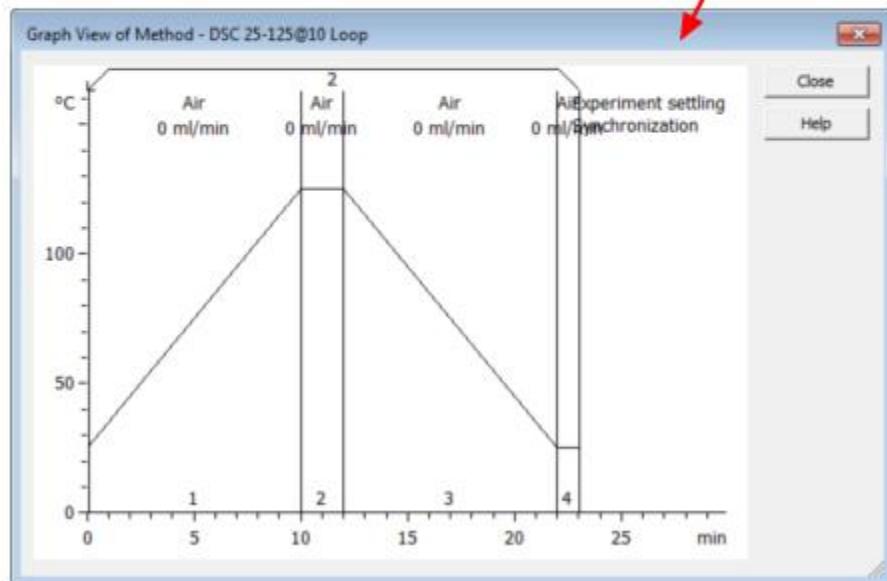 Graph View of Method - DSC 25-125@10 Loop
Close
Help
2
ºC
Air
0 ml/min
Air
0 ml/min
Air
0 ml/min
Air
0 ml/min
Experiment settling
Synchronization
100
50
0
1
2
3
4
0
5
10
15
20
25
min